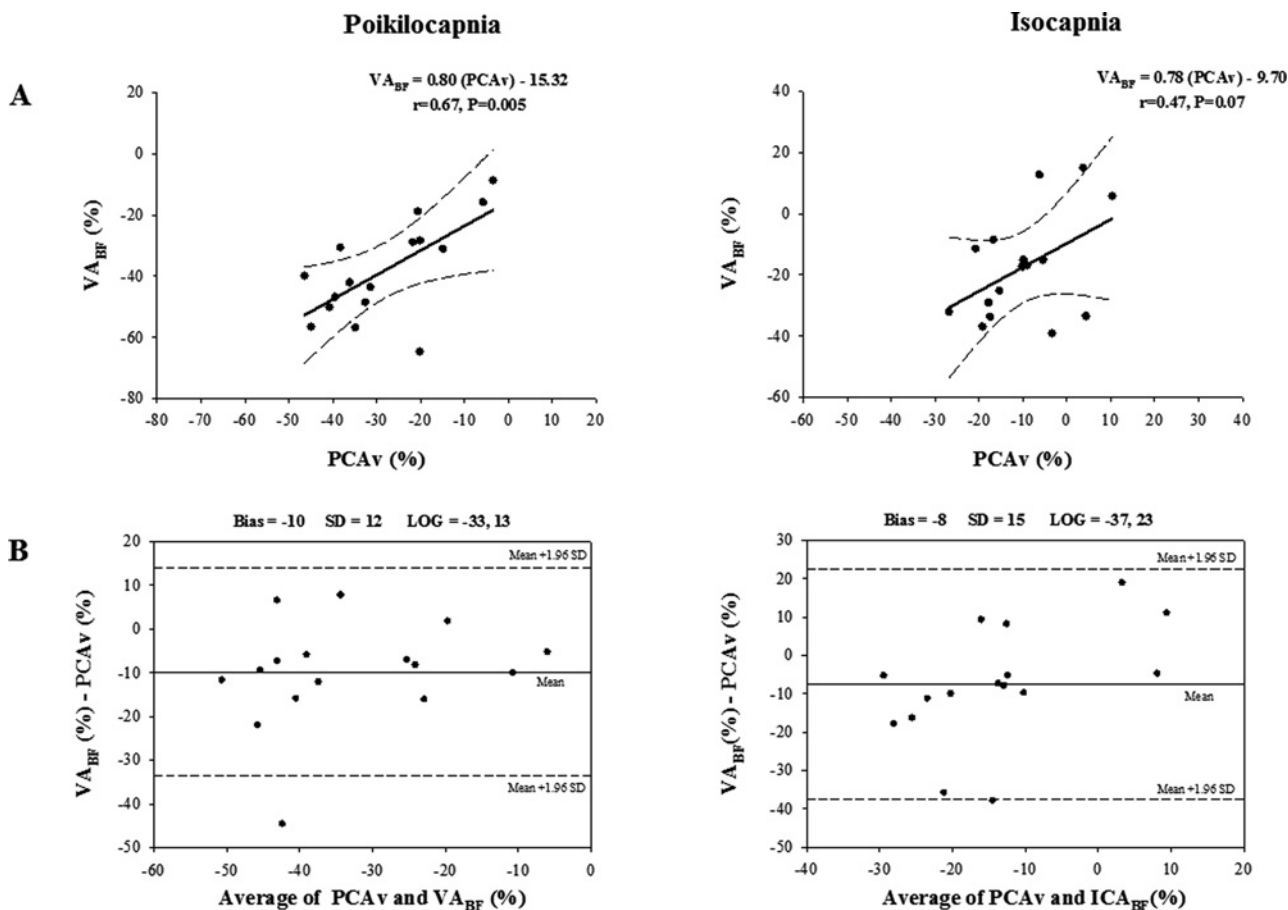 Poikilocapnia
Isocapnia
A
VA_BF = 0.80 (PCAv) - 15.32
r=0.67, P=0.005
VA_BF = 0.78 (PCAv) - 9.70
r=0.47, P=0.07
20
0
-20
-40
-60
-80
VA_BF (%)
-80 -70 -60 -50 -40 -30 -20 -10 0 10 20
PCAv (%)
40
20
0
-20
-40
-60
VA_BF (%)
-60 -50 -40 -30 -20 -10 0 10 20 30 40
PCAv (%)
B
Bias = -10 SD = 12 LOG = -33, 13
20
10
0
-10
-20
-30
-40
-50
VA_BF (%) - PCAv (%)
Mean +1.96 SD
Mean
Mean +1.96 SD
-60 -50 -40 -30 -20 -10 0
Average of PCAv and VA_BF (%)
Bias = -8 SD = 15 LOG = -37, 23
30
20
10
0
-10
-20
-30
-40
-50
VA_BF(%) - PCAv (%)
Mean +1.96 SD
Mean
Mean +1.96 SD
-40 -30 -20 -10 0 10 20
Average of PCAv and ICA_BF(%)